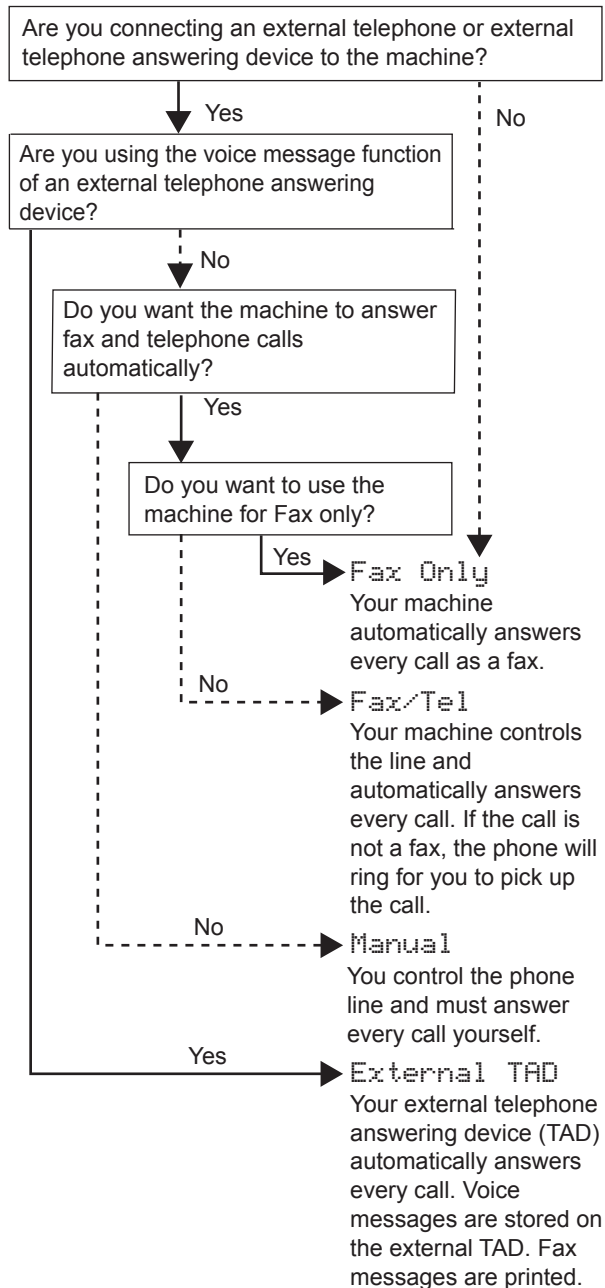 Are you connecting an external telephone or external
telephone answering device to the machine?
Yes
No
Are you using the voice message function
of an external telephone answering
device?
No
Do you want the machine to answer
fax and telephone calls
automatically?
Yes
Do you want to use the
machine for Fax only?
Yes
Fax Only
Your machine
automatically answers
every call as a fax.
No
Fax/Tel
Your machine controls
the line and
automatically answers
every call. If the call is
not a fax, the phone will
ring for you to pick up
the call.
No
Manual
You control the phone
line and must answer
every call yourself.
Yes
External TAD
Your external telephone
answering device (TAD)
automatically answers
every call. Voice
messages are stored on
the external TAD. Fax
messages are printed.